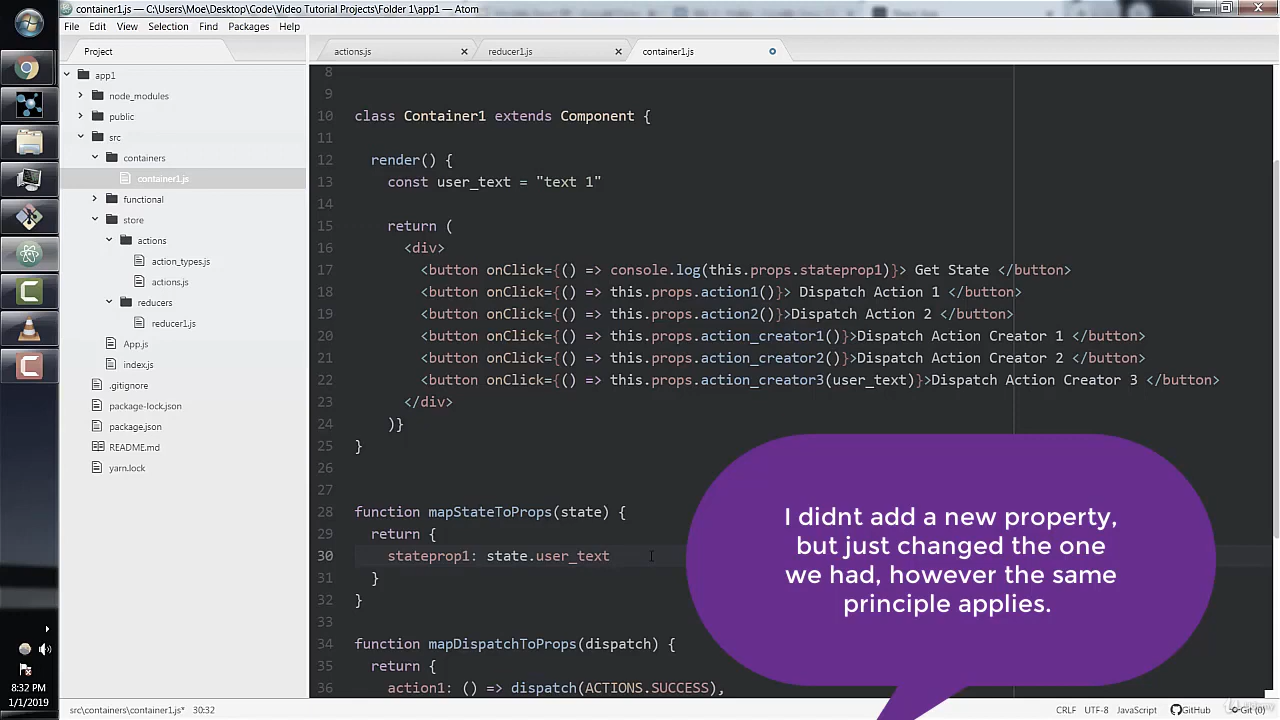 container1.js — C:\Users\Moe\Desktop\Code\Video Tutorial Projects\Folder 1\app1 — Atom
File Edit View Selection Find Packages Help
Project
actions.js
reducer1.js
container1.js
app1
node_modules
public
src
containers
container1.js
functional
store
actions
action_types.js
actions.js
reducers
reducer1.js
App.js
index.js
.gitignore
package-lock.json
package.json
README.md
yarn.lock
8
9
10 class Container1 extends Component {
11
12 render() {
13 const user_text = "text 1"
14
15 return (
16 <div>
17 <button onClick={() => console.log(this.props.stateprop1)}> Get State </button>
18 <button onClick={() => this.props.action1()}> Dispatch Action 1 </button>
19 <button onClick={() => this.props.action2()}>Dispatch Action 2 </button>
20 <button onClick={() => this.props.action_creator1()}>Dispatch Action Creator 1 </button>
21 <button onClick={() => this.props.action_creator2()}>Dispatch Action Creator 2 </button>
22 <button onClick={() => this.props.action_creator3(user_text)}>Dispatch Action Creator 3 </button>
23 </div>
24 )}
25 }
26
27
28 function mapStateToProps(state) {
29 return {
30 stateprop1: state.user_text
31 }
32 }
34 function mapDispatchToProps(dispatch) {
35 return {
36 action1: () => dispatch(ACTIONS.SUCCESS),
I didnt add a new property,
but just changed the one
we had, however the same
principle applies.
8:32 PM
1/1/2019
src\containers\container1.js* 30:32
CRLF UTF-8 JavaScript GitHub Git (0)